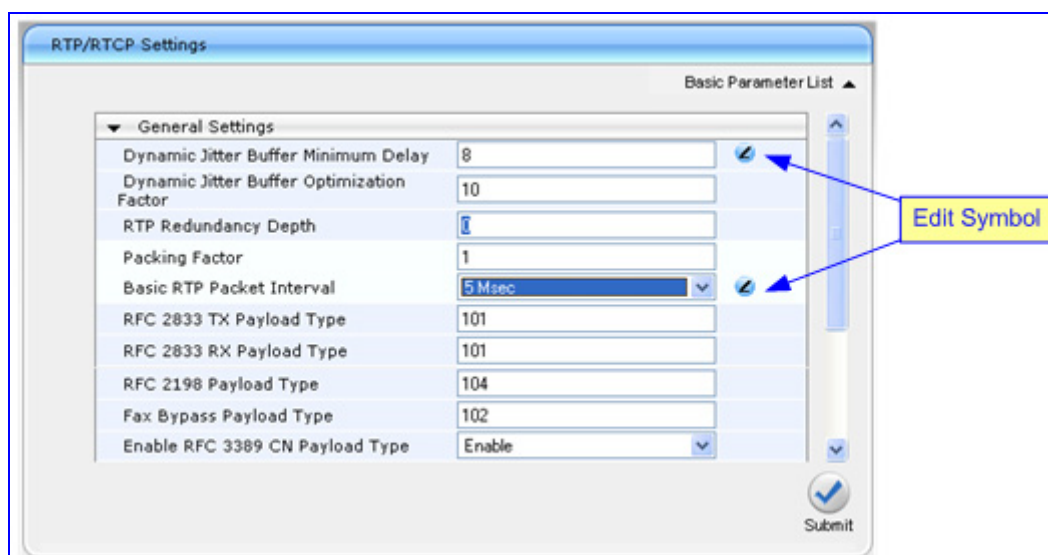 RTP/RTCP Settings
Basic Parameter List
General Settings
Dynamic Jitter Buffer Minimum Delay 8
Dynamic Jitter Buffer Optimization
Factor 10
RTP Redundancy Depth 0
Packing Factor 1
Basic RTP Packet Interval 5 Msec
RFC 2833 TX Payload Type 101
RFC 2833 RX Payload Type 101
RFC 2198 Payload Type 104
Fax Bypass Payload Type 102
Enable RFC 3389 CN Payload Type Enable
Edit Symbol
Submit